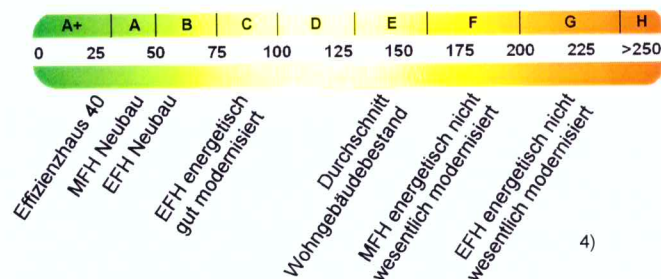 A+ A B C D E F G H
0 25 50 75 100 125 150 175 200 225 >250
Effizienzhaus 40
MFH Neubau
EFH Neubau
EFH energetisch
gut modernisiert
Durchschnitt
Wohngebäudebestand
MFH energetisch nicht
wesentlich modernisiert
EFH energetisch nicht
wesentlich modernisiert
4)